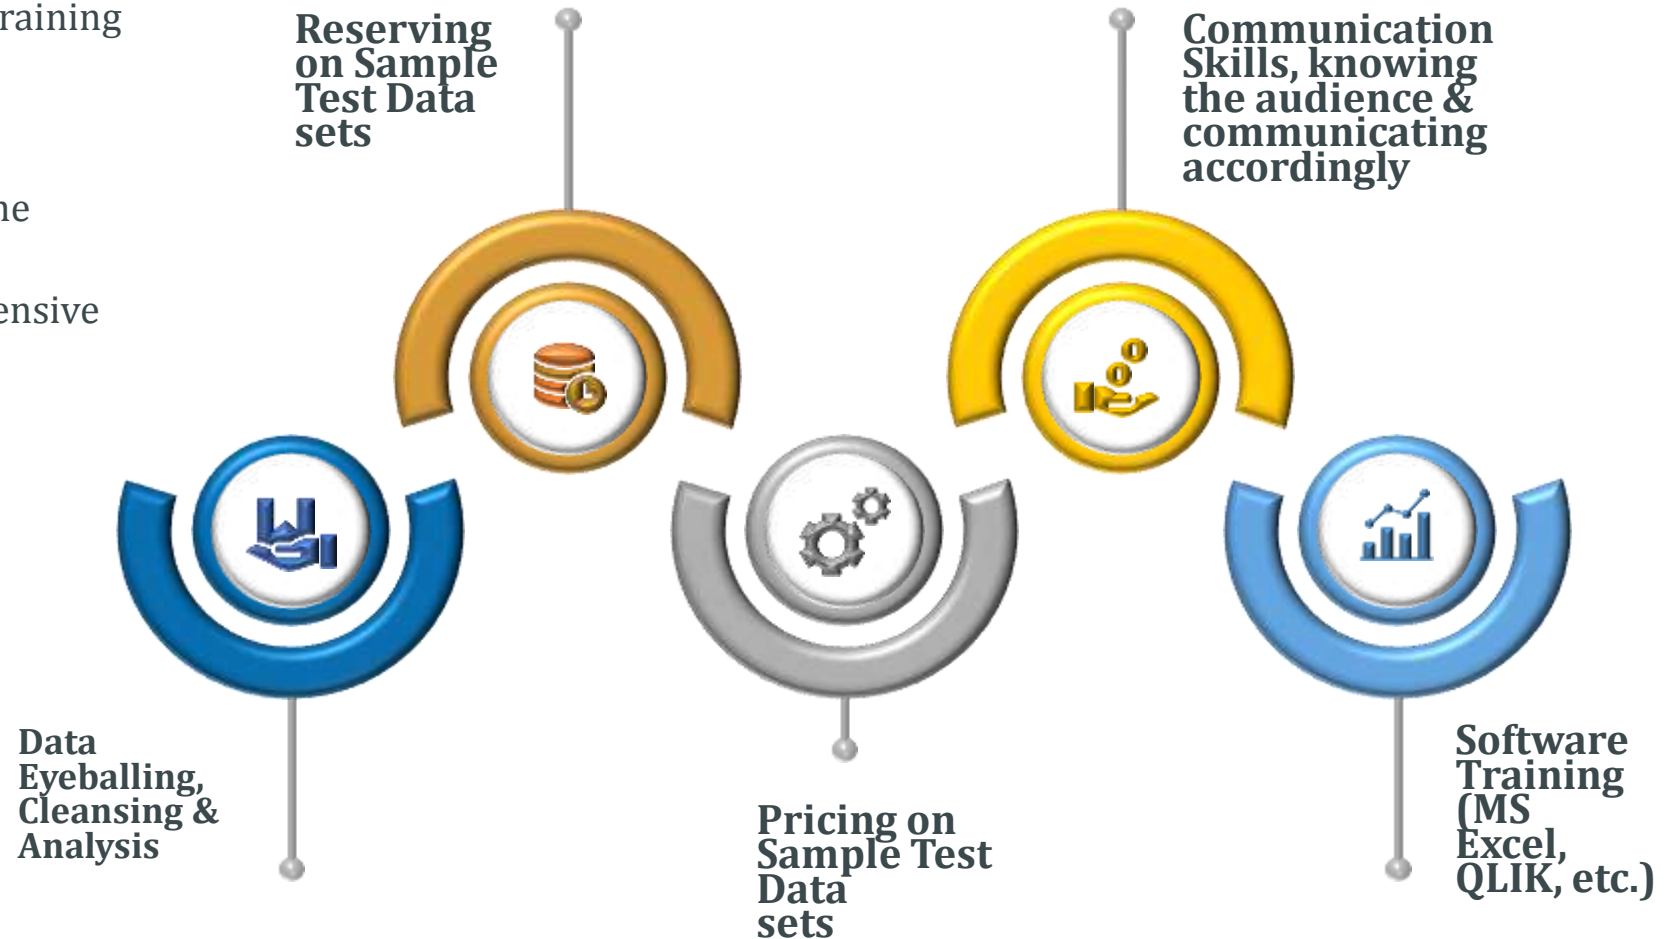 raining
ne
ensive
Reserving
on Sample
Test Data
sets
Communication
Skills, knowing
the audience &
communicating
accordingly
Data
Eyeballing,
Cleansing &
Analysis
Pricing on
Sample Test
Data
sets
Software
Training
(MS
Excel,
QLIK, etc.)